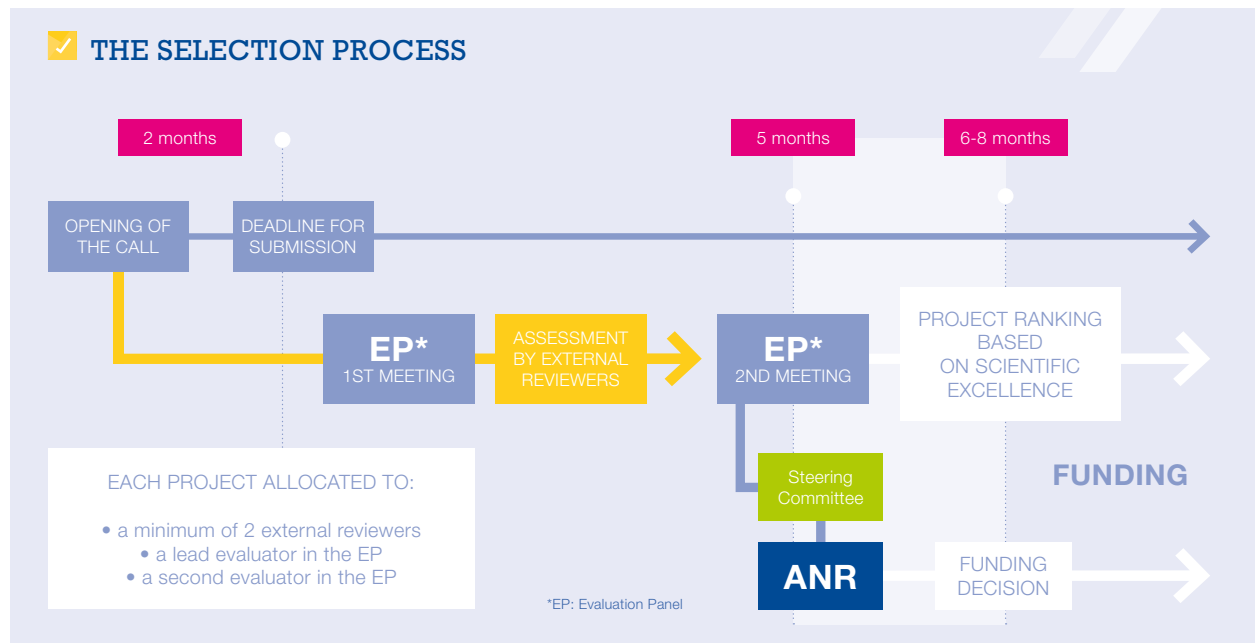 THE SELECTION PROCESS
2 months
5 months
6-8 months
OPENING OF
THE CALL
DEADLINE FOR
SUBMISSION
EP*
1ST MEETING
ASSESSMENT
BY EXTERNAL
REVIEWERS
EP*
2ND MEETING
PROJECT RANKING
BASED
ON SCIENTIFIC
EXCELLENCE
EACH PROJECT ALLOCATED TO:
• a minimum of 2 external reviewers
• a lead evaluator in the EP
• a second evaluator in the EP
Steering
Committee
FUNDING
ANR
FUNDING
DECISION
*EP: Evaluation Panel